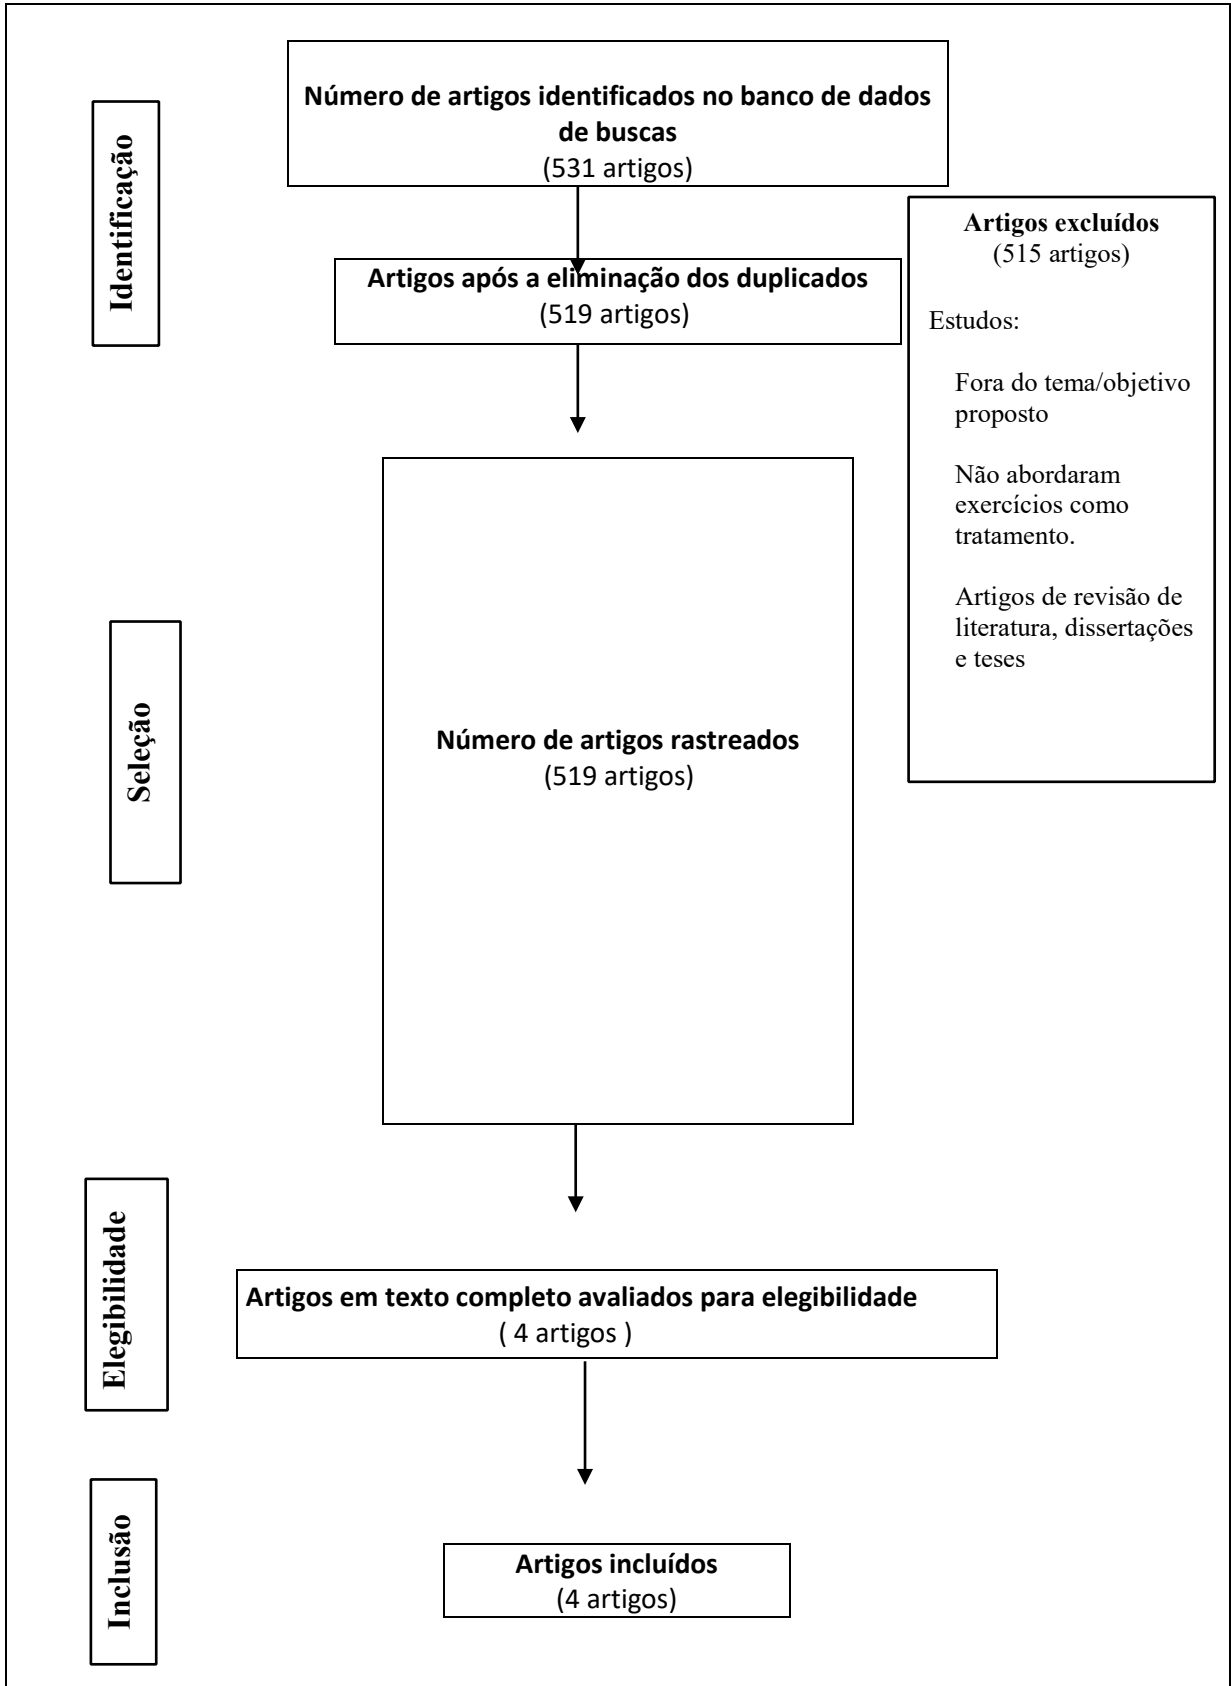 Identificação
Número de artigos identificados no banco de dados
de buscas
(531 artigos)
Artigos após a eliminação dos duplicados
(519 artigos)
Artigos excluídos
(515 artigos)
Estudos:
Fora do tema/objetivo
proposto
Não abordaram
exercícios como
tratamento.
Artigos de revisão de
literatura, dissertações
e teses
Seleção
Número de artigos rastreados
(519 artigos)
Elegibilidade
Artigos em texto completo avaliados para elegibilidade
( 4 artigos )
Inclusão
Artigos incluídos
(4 artigos)